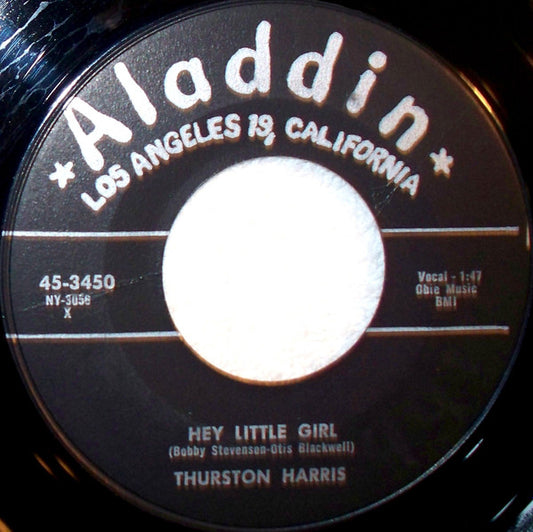 *Aladdin*
LOS ANGELES 19, CALIFORNIA
45-3450
NY-3056
X
Vocal - 1:47
Obie Music
BMI
HEY LITTLE GIRL
(Bobby Stevenson-Otis Blackwell)
THURSTON HARRIS